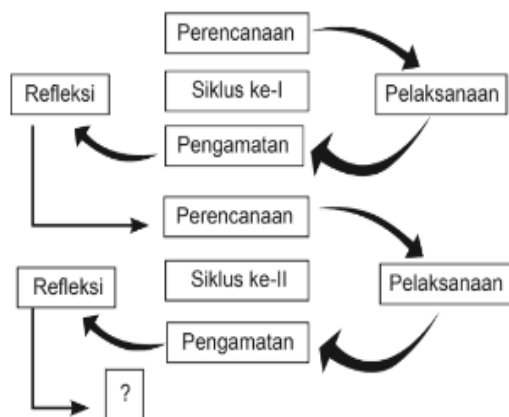 Perencanaan
Refleksi
Siklus ke-I
Pelaksanaan
Pengamatan
Perencanaan
Refleksi
Siklus ke-II
Pelaksanaan
Pengamatan
?